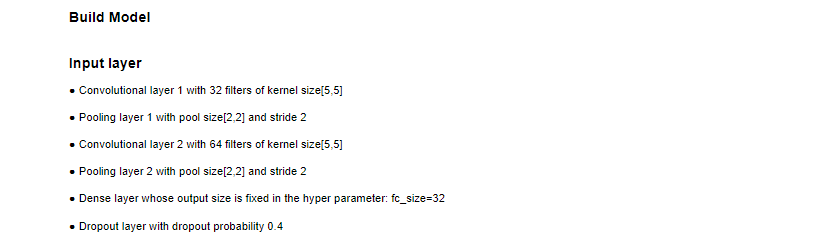 Build Model
Input layer
● Convolutional layer 1 with 32 filters of kernel size[5,5]
● Pooling layer 1 with pool size[2,2] and stride 2
● Convolutional layer 2 with 64 filters of kernel size[5,5]
● Pooling layer 2 with pool size[2,2] and stride 2
● Dense layer whose output size is fixed in the hyper parameter: fc_size=32
● Dropout layer with dropout probability 0.4